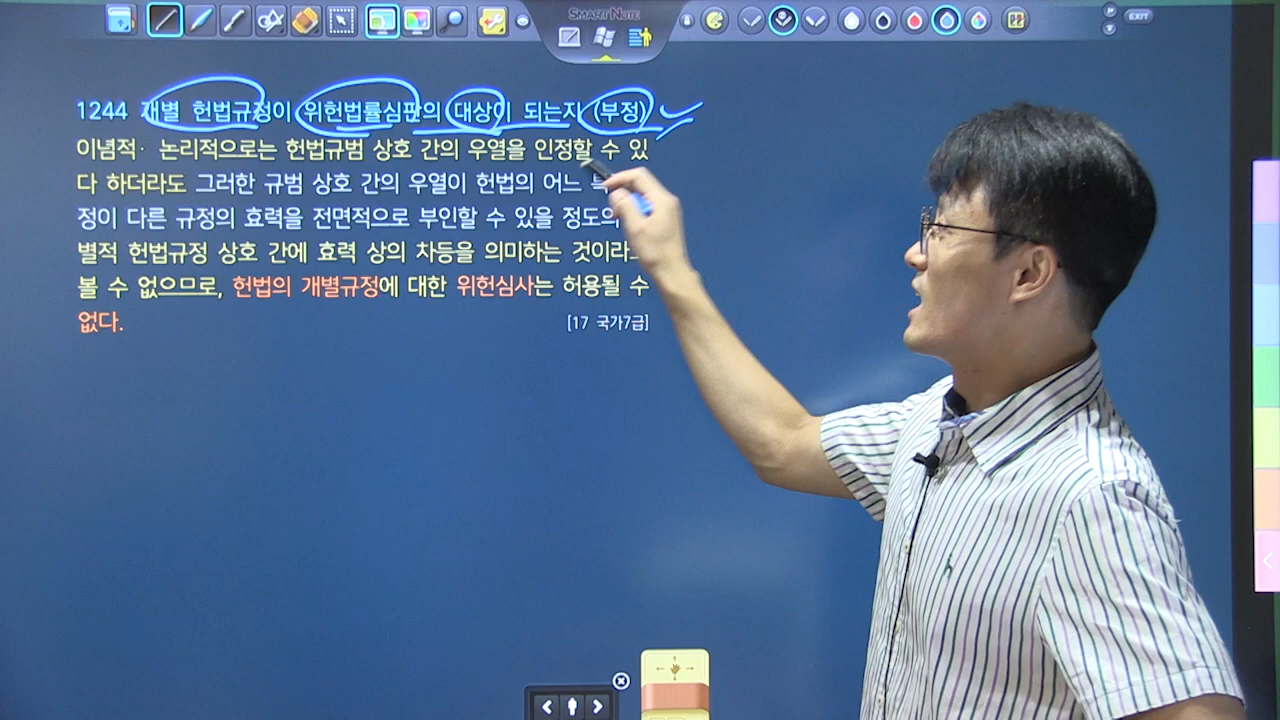 SMARTNOTE
EXIT
1244 개별 헌법규정이 위헌법률심판의 대상이 되는지 (부정)
이념적· 논리적으로는 헌법규범 상호 간의 우열을 인정할 수 있
다 하더라도 그러한 규범 상호 간의 우열이 헌법의 어느
정이 다른 규정의 효력을 전면적으로 부인할 수 있을 정도의
별적 헌법규정 상호 간에 효력 상의 차등을 의미하는 것이라고
볼 수 없으므로, 헌법의 개별규정에 대한 위헌심사는 허용될 수
없다.
[17 국가7급]